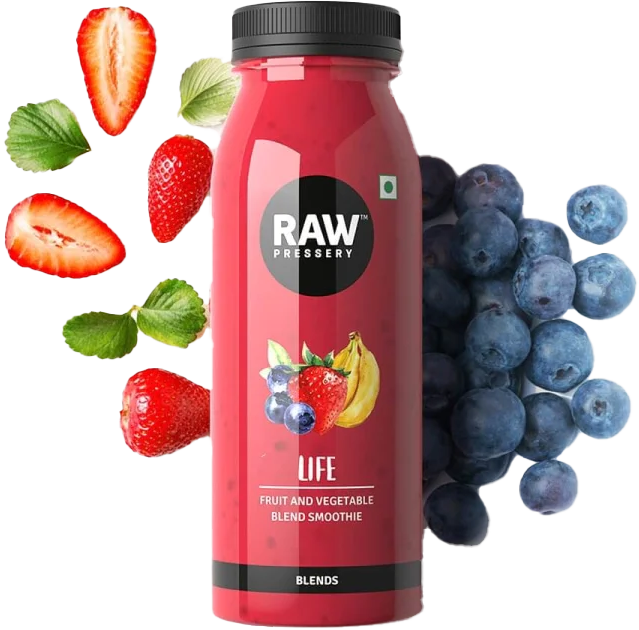 RAW™
PRESSERY
LIFE
FRUIT AND VEGETABLE
BLEND SMOOTHIE
BLENDS